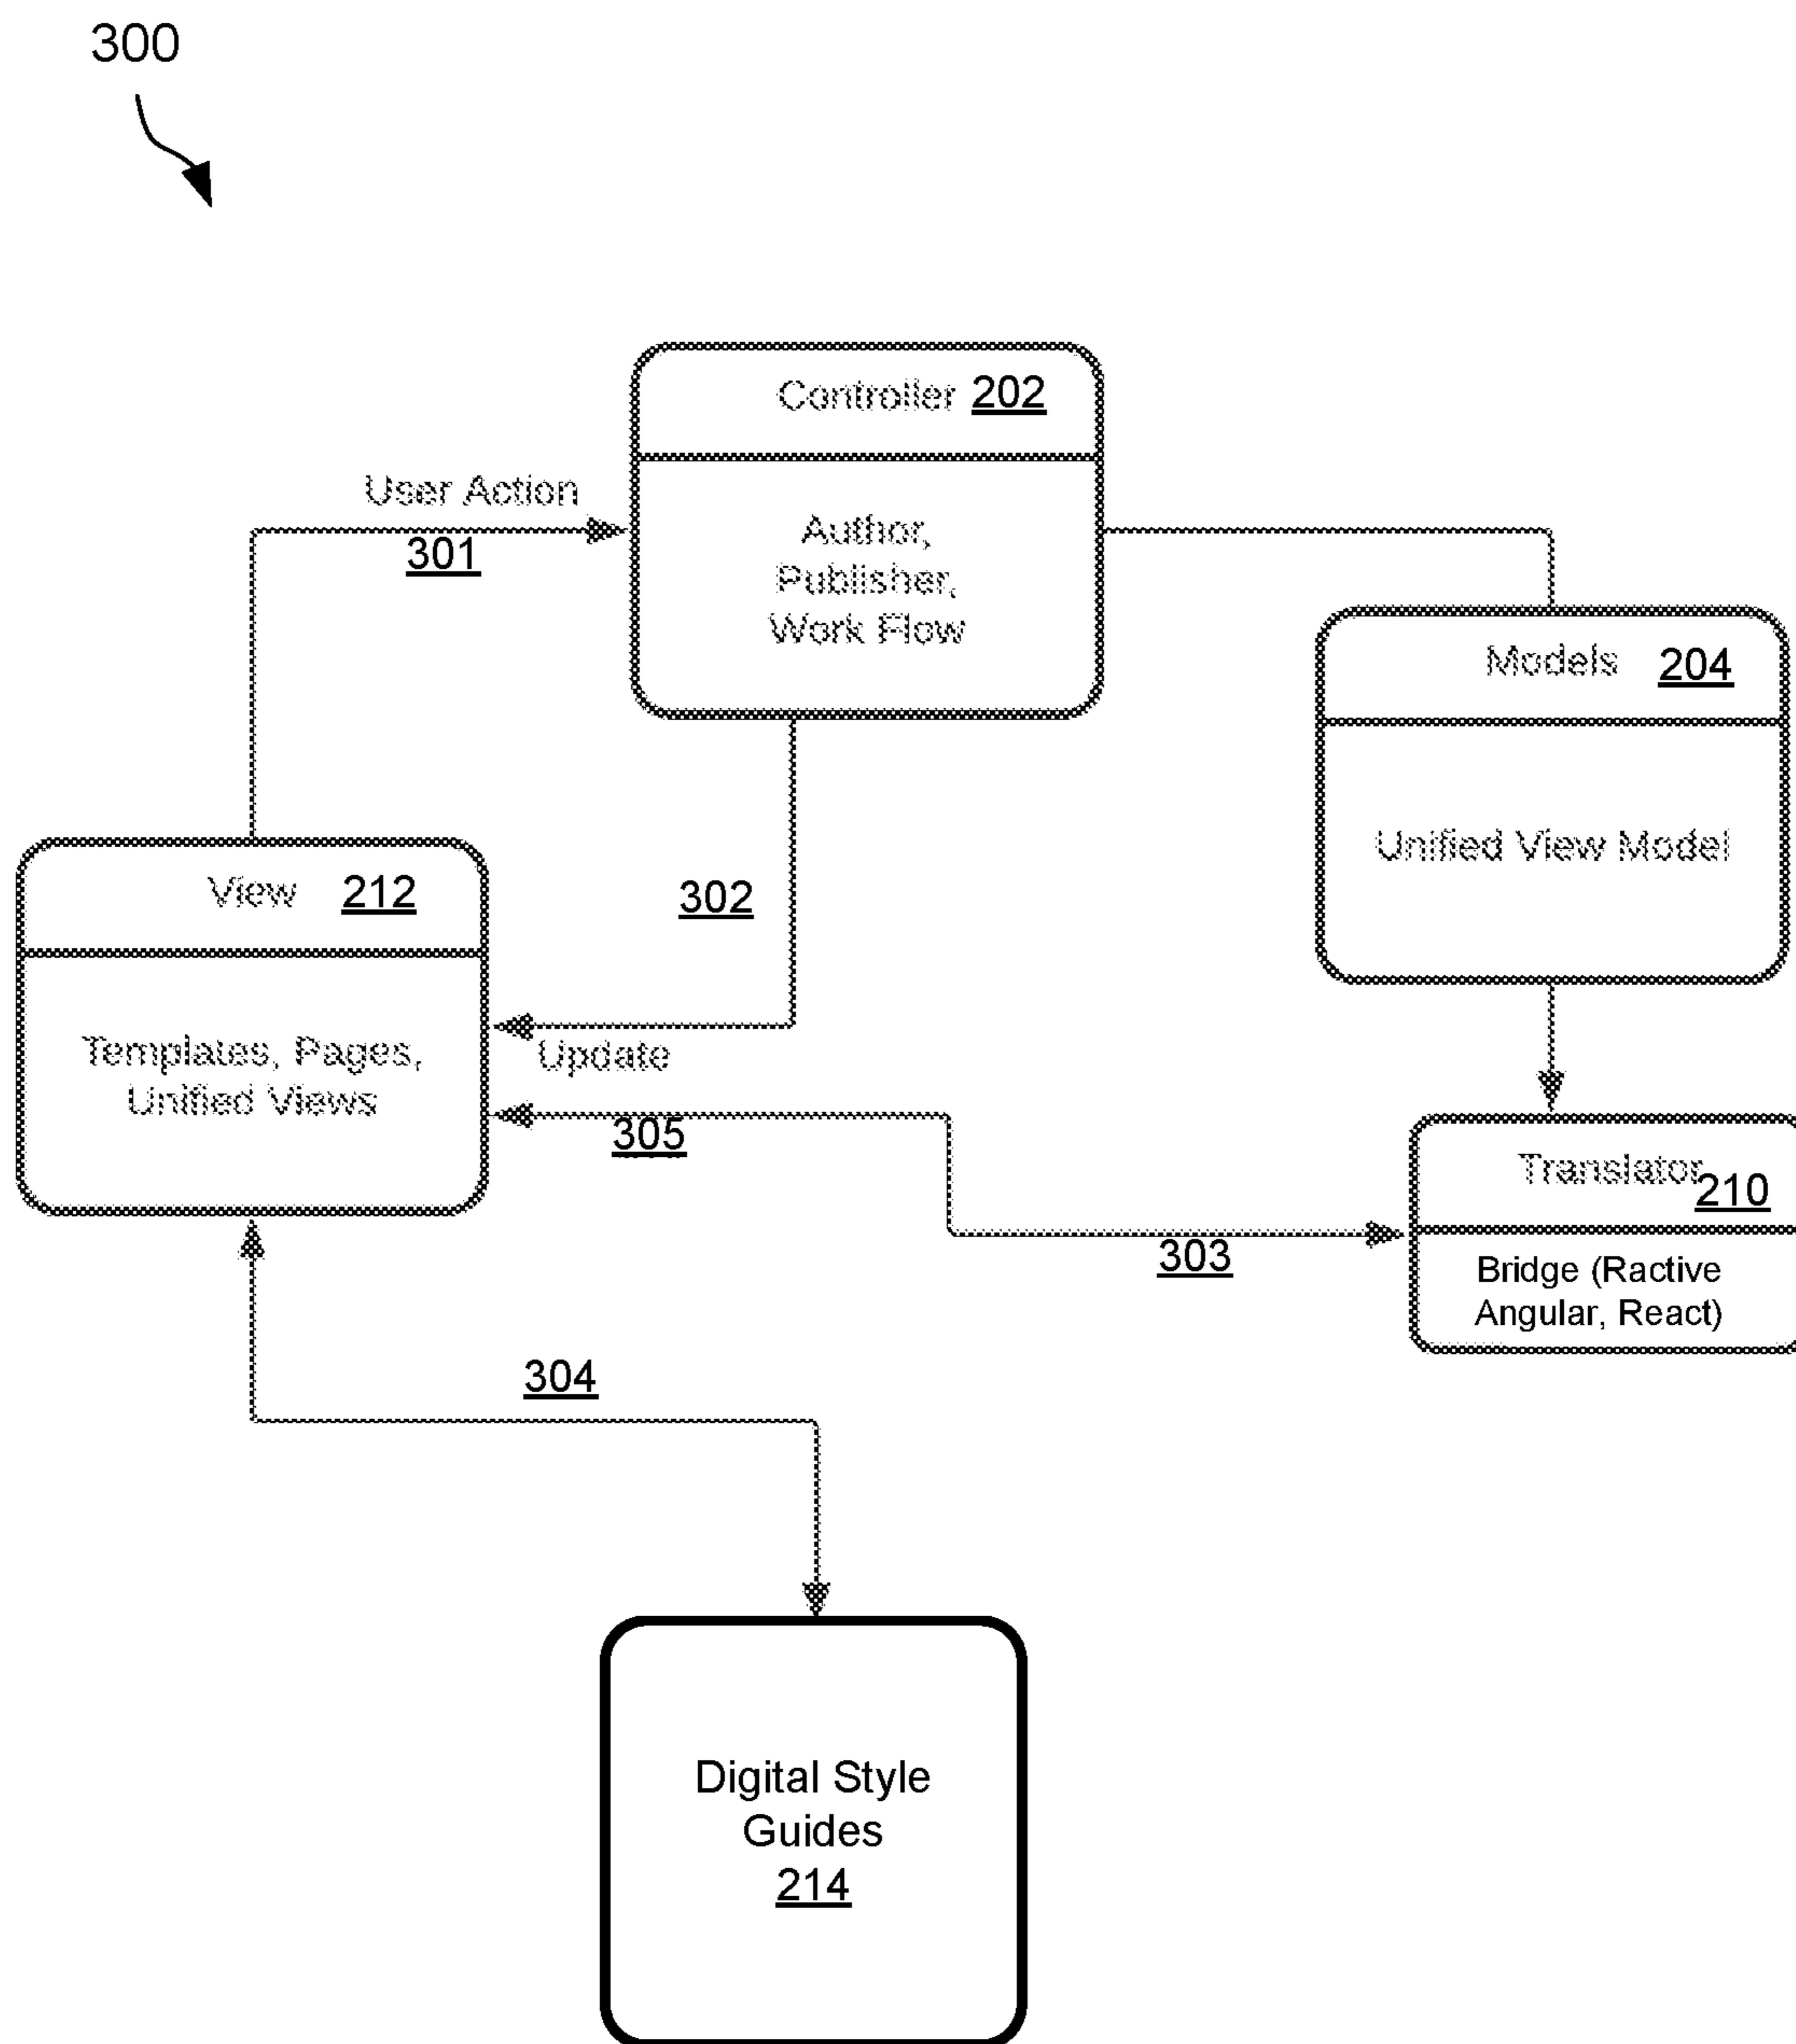 300
Controller 202
User Action
301
Author,
Publisher,
Work Flow
Models 204
Unified View Model
View 212
302
Templates, Pages,
Unified Views
Update
305
Translator 210
303
Bridge (Ractive
Angular, React)
304
Digital Style
Guides
214